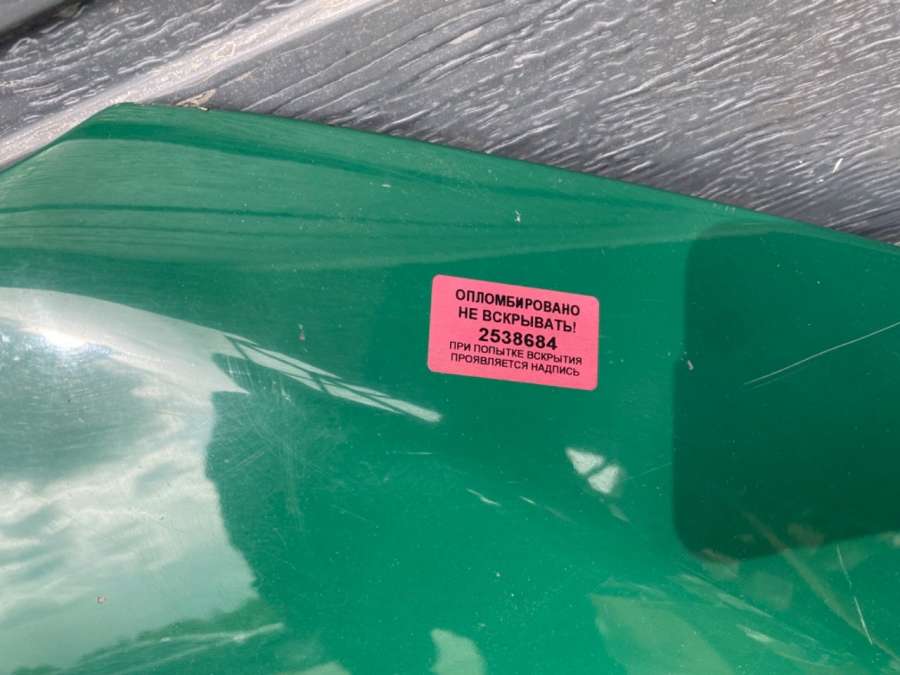 ОПЛОМБИРОВАНО
НЕ ВСКРЫВАТЬ!
2538684
ПРИ ПОПЫТКЕ ВСКРЫТИЯ
ПРОЯВЛЯЕТСЯ НАДПИСЬ